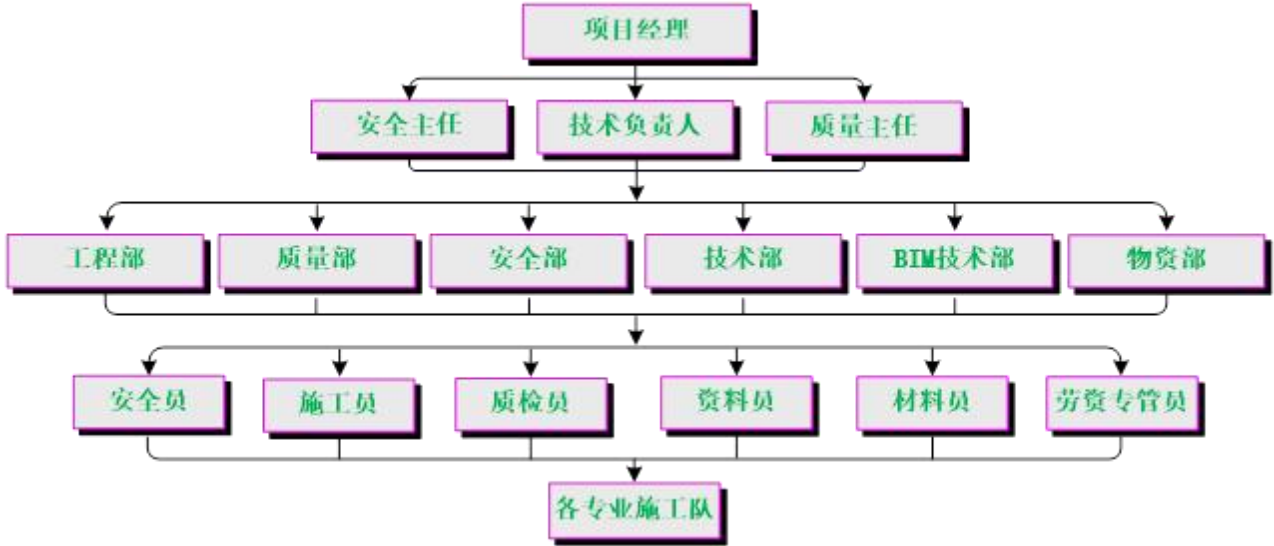 项目经理
安全主任
技术负责人
质量主任
工程部
质量部
安全部
技术部
BIM技术部
物资部
安全员
施工员
质检员
资料员
材料员
劳资专管员
各专业施工队